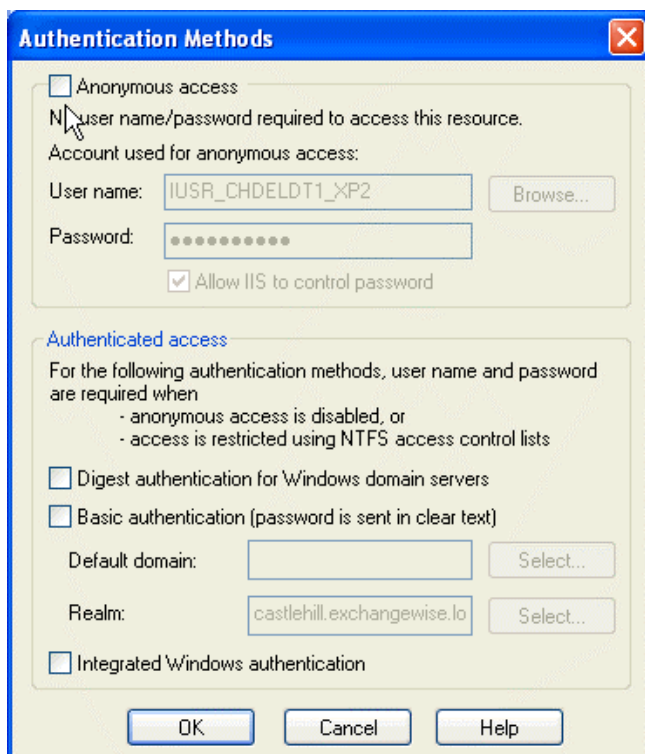 Authentication Methods
Anonymous access
No user name/password required to access this resource.
Account used for anonymous access:
User name: IUSR_CHDELDT1_XP2 Browse...
Password: ••••••••••
Allow IIS to control password
Authenticated access
For the following authentication methods, user name and password
are required when
- anonymous access is disabled, or
- access is restricted using NTFS access control lists
Digest authentication for Windows domain servers
Basic authentication (password is sent in clear text)
Default domain: Select...
Realm: castlehill.exchangewise.lo Select...
Integrated Windows authentication
OK Cancel Help